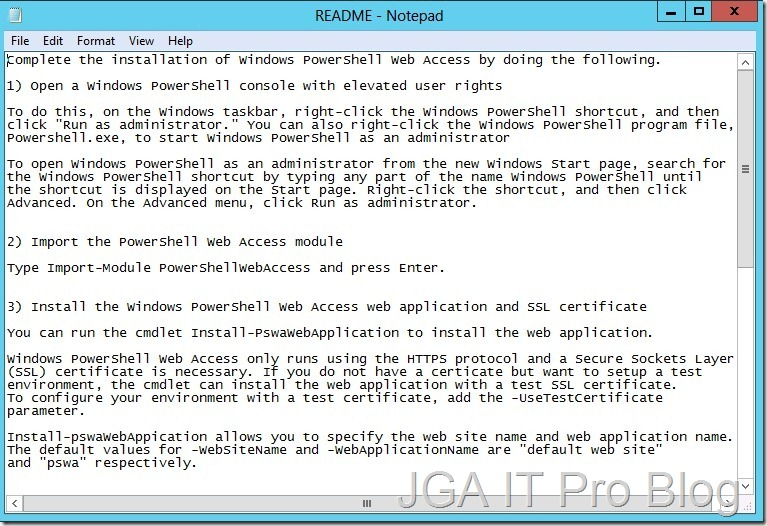 README - Notepad
File Edit Format View Help
Complete the installation of Windows PowerShell Web Access by doing the following.
1) Open a Windows PowerShell console with elevated user rights
To do this, on the Windows taskbar, right-click the Windows PowerShell shortcut, and then
click "Run as administrator." You can also right-click the Windows PowerShell program file,
Powershell.exe, to start Windows PowerShell as an administrator
To open Windows PowerShell as an administrator from the new Windows Start page, search for
the Windows PowerShell shortcut by typing any part of the name Windows PowerShell until
the shortcut is displayed on the Start page. Right-click the shortcut, and then click
Advanced. On the Advanced menu, click Run as administrator.
2) Import the PowerShell Web Access module
Type Import-Module PowerShellWebAccess and press Enter.
3) Install the Windows PowerShell Web Access web application and SSL certificate
You can run the cmdlet Install-PswaWebApplication to install the web application.
Windows PowerShell Web Access only runs using the HTTPS protocol and a Secure Sockets Layer
(SSL) certificate is necessary. If you do not have a certicate but want to setup a test
environment, the cmdlet can install the web application with a test SSL certificate.
To configure your environment with a test certificate, add the -UseTestCertificate
parameter.
Install-pswaWebAppication allows you to specify the web site name and web application name.
The default values for -WebSiteName and -WebApplicationName are "default web site"
and "pswa" respectively.
JGA IT Pro Blog